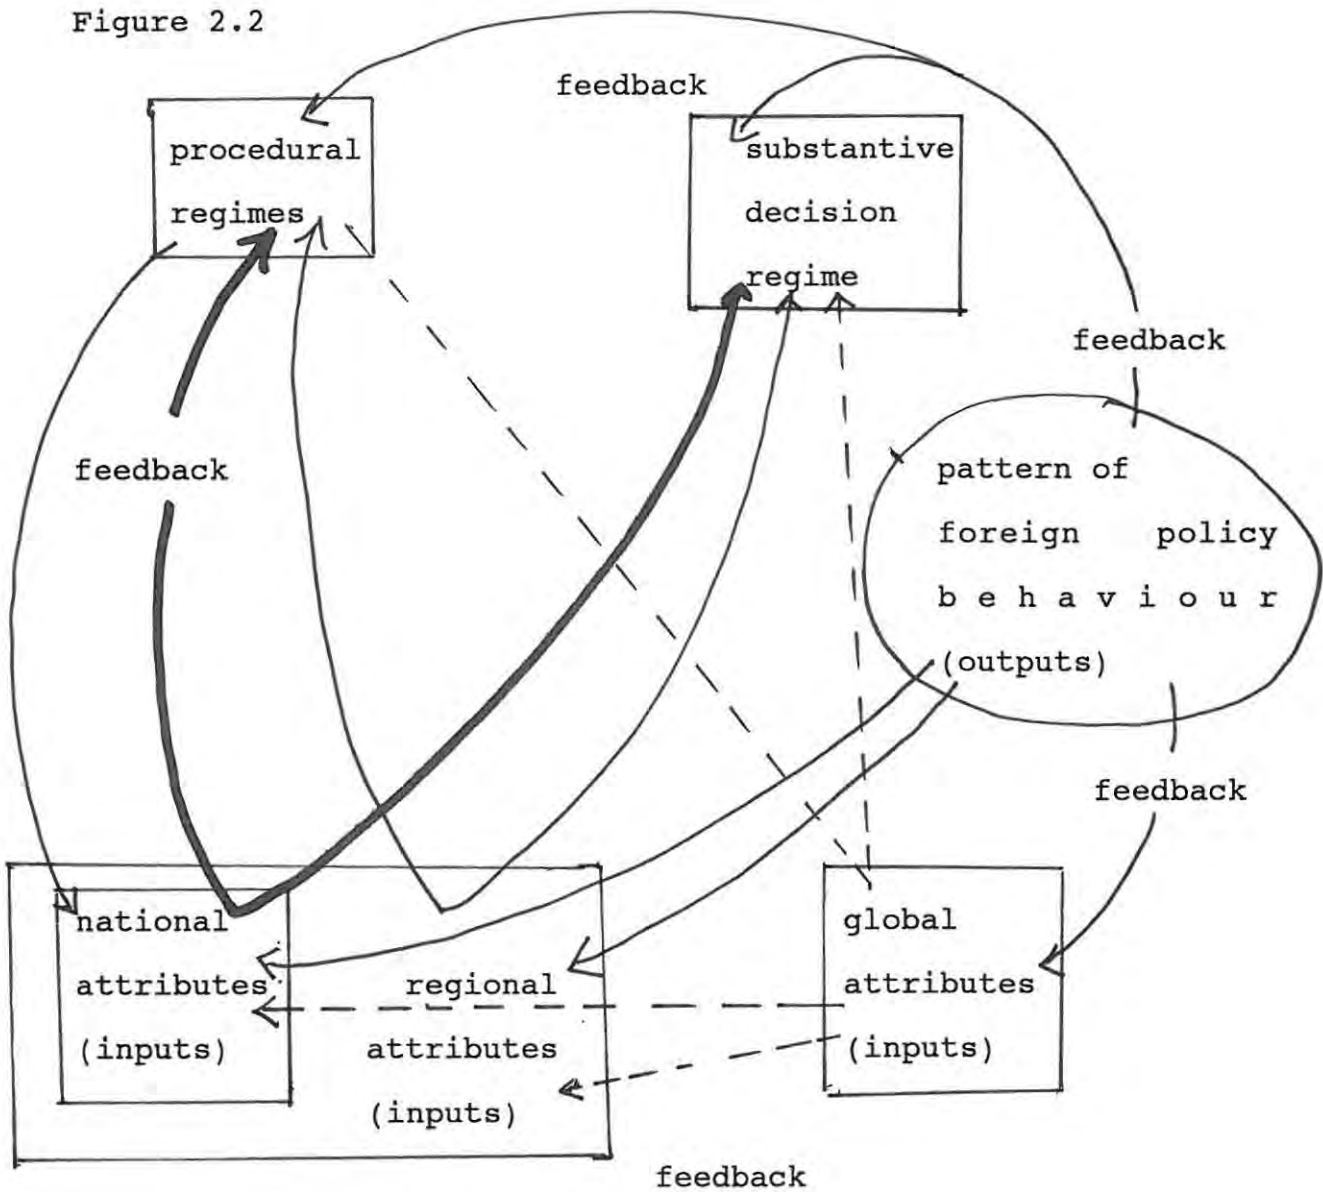 Figure 2.2
feedback
procedural
regimes
substantive
decision
regime
feedback
feedback
pattern of
foreign policy
b e h a v i o u r
(outputs)
feedback
national
attributes
(inputs)
regional
attributes
(inputs)
global
attributes
(inputs)
feedback